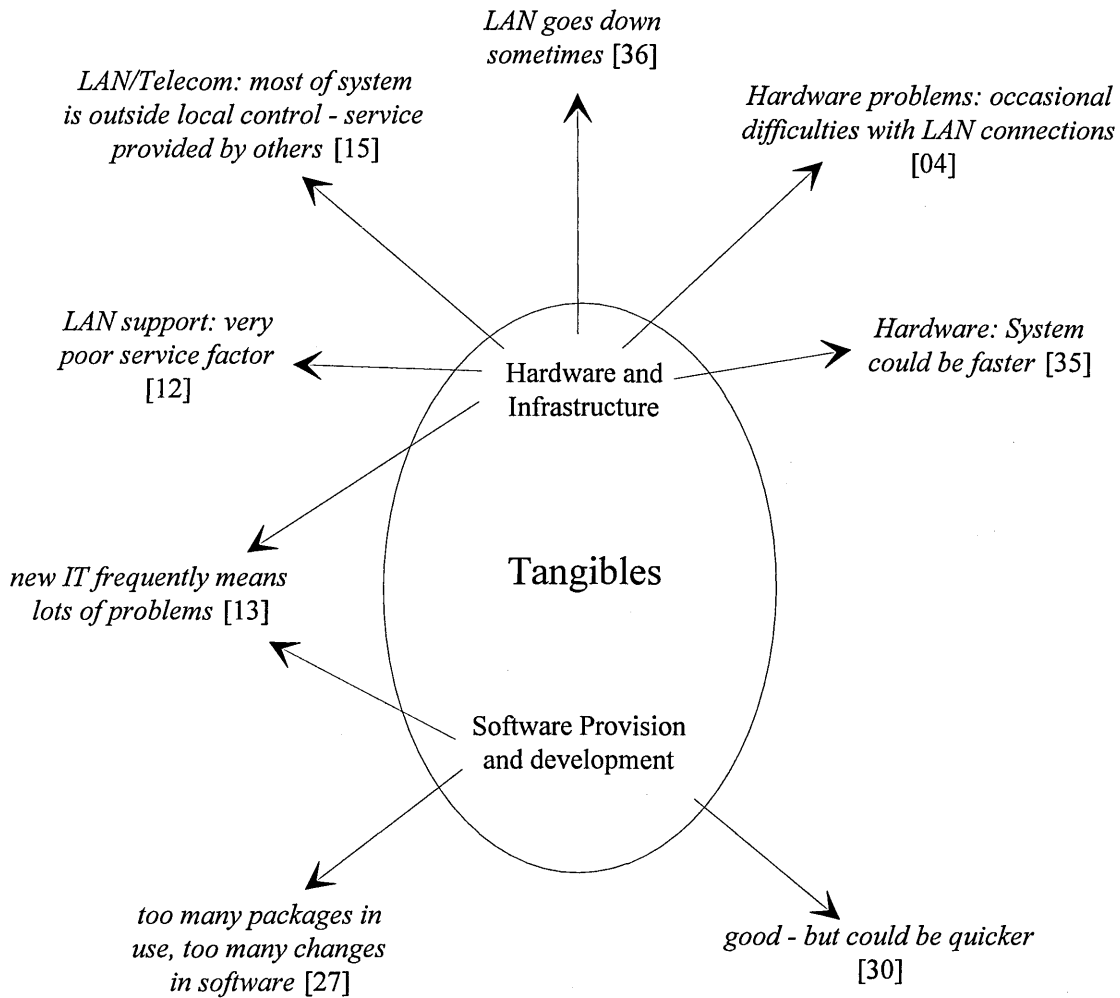 LAN goes down
sometimes [36]
LAN/Telecom: most of system
is outside local control - service
provided by others [15]
Hardware problems: occasional
difficulties with LAN connections
[04]
LAN support: very
poor service factor
[12]
Hardware: System
could be faster [35]
Hardware and
Infrastructure
Tangibles
new IT frequently means
lots of problems [13]
Software Provision
and development
too many packages in
use, too many changes
in software [27]
good - but could be quicker
[30]